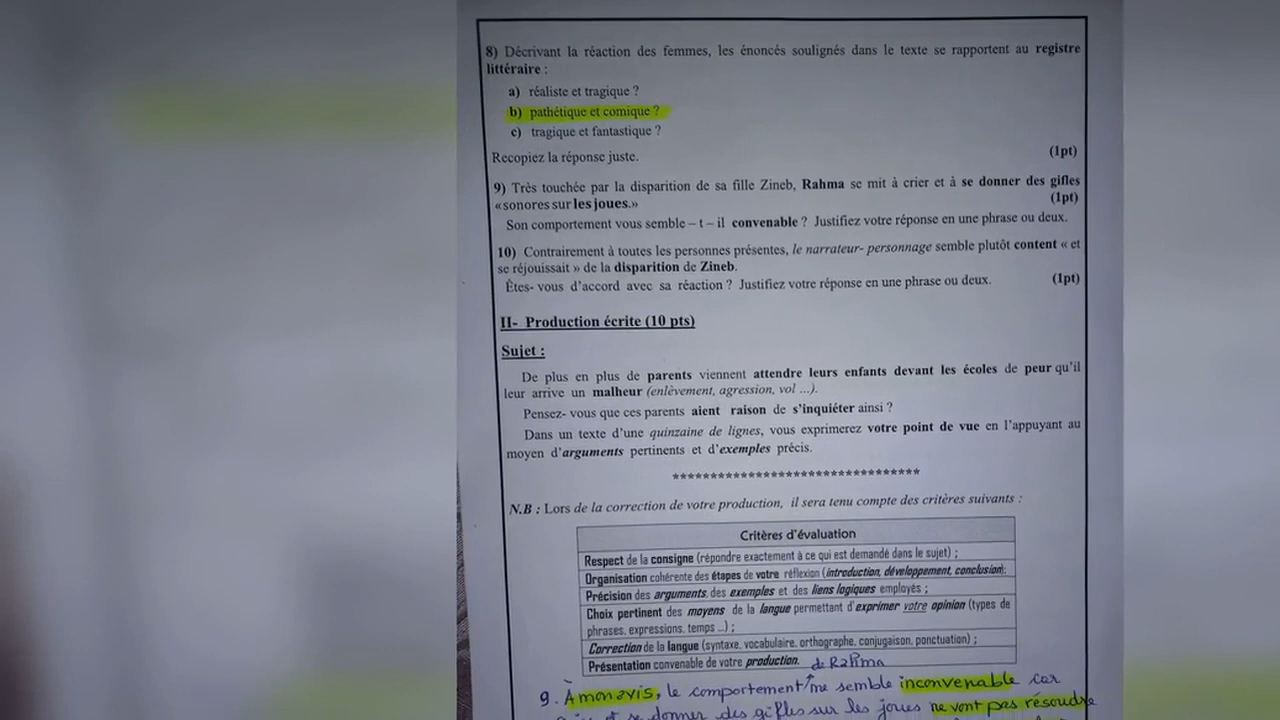 8) Décrivant la réaction des femmes, les énoncés soulignés dans le texte se rapportent au registre
littéraire :
a) réaliste et tragique ?
b) pathétique et comique ?
c) tragique et fantastique ?
Recopiez la réponse juste. (1pt)
9) Très touchée par la disparition de sa fille Zineb, Rahma se mit à crier et à se donner des gifles
«sonores sur les joues.» (1pt)
Son comportement vous semble – t – il convenable ? Justifiez votre réponse en une phrase ou deux.
10) Contrairement à toutes les personnes présentes, le narrateur- personnage semble plutôt content « et
se réjouissait » de la disparition de Zineb.
Êtes- vous d'accord avec sa réaction ? Justifiez votre réponse en une phrase ou deux. (1pt)
II- Production écrite (10 pts)
Sujet :
De plus en plus de parents viennent attendre leurs enfants devant les écoles de peur qu'il
leur arrive un malheur (enlèvement, agression, vol ...).
Pensez- vous que ces parents aient raison de s'inquiéter ainsi ?
Dans un texte d'une quinzaine de lignes, vous exprimerez votre point de vue en l'appuyant au
moyen d'arguments pertinents et d'exemples précis.
********************************
N.B : Lors de la correction de votre production, il sera tenu compte des critères suivants :
Critères d'évaluation
Respect de la consigne (répondre exactement à ce qui est demandé dans le sujet) ;
Organisation cohérente des étapes de votre réflexion (introduction, développement, conclusion);
Précision des arguments, des exemples et des liens logiques employés ;
Choix pertinent des moyens de la langue permettant d'exprimer votre opinion (types de
phrases, expressions, temps ...) ;
Correction de la langue (syntaxe, vocabulaire, orthographe, conjugaison, ponctuation) ;
Présentation convenable de votre production.
de Rahma
9. À mon avis, le comportement me semble inconvenable car
se donner des gifles sur les joues ne vont pas résoudre